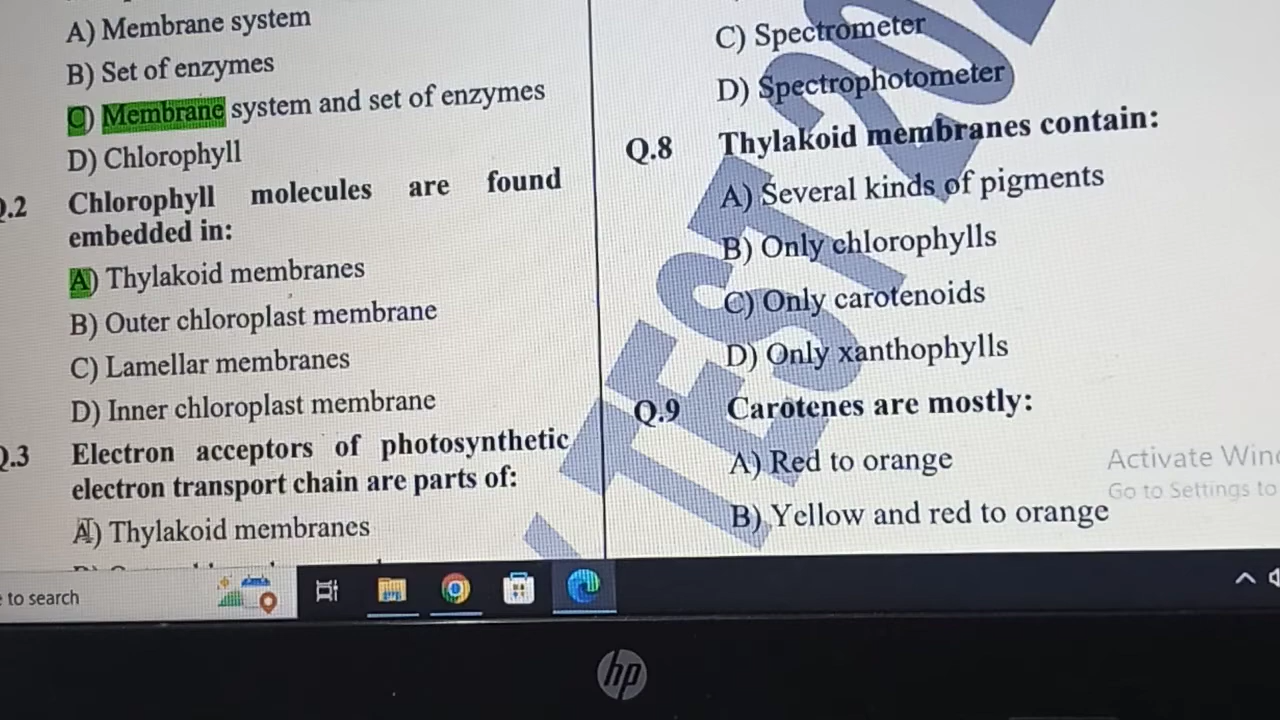 A) Membrane system
B) Set of enzymes
C) Membrane system and set of enzymes
D) Chlorophyll
Q.2 Chlorophyll molecules are found
embedded in:
A) Thylakoid membranes
B) Outer chloroplast membrane
C) Lamellar membranes
D) Inner chloroplast membrane
Q.3 Electron acceptors of photosynthetic
electron transport chain are parts of:
A) Thylakoid membranes
C) Spectrometer
D) Spectrophotometer
Q.8 Thylakoid membranes contain:
A) Several kinds of pigments
B) Only chlorophylls
C) Only carotenoids
D) Only xanthophylls
Q.9 Carotenes are mostly:
A) Red to orange
B) Yellow and red to orange
TEST
Activate Win
Go to Settings to
to search
hp